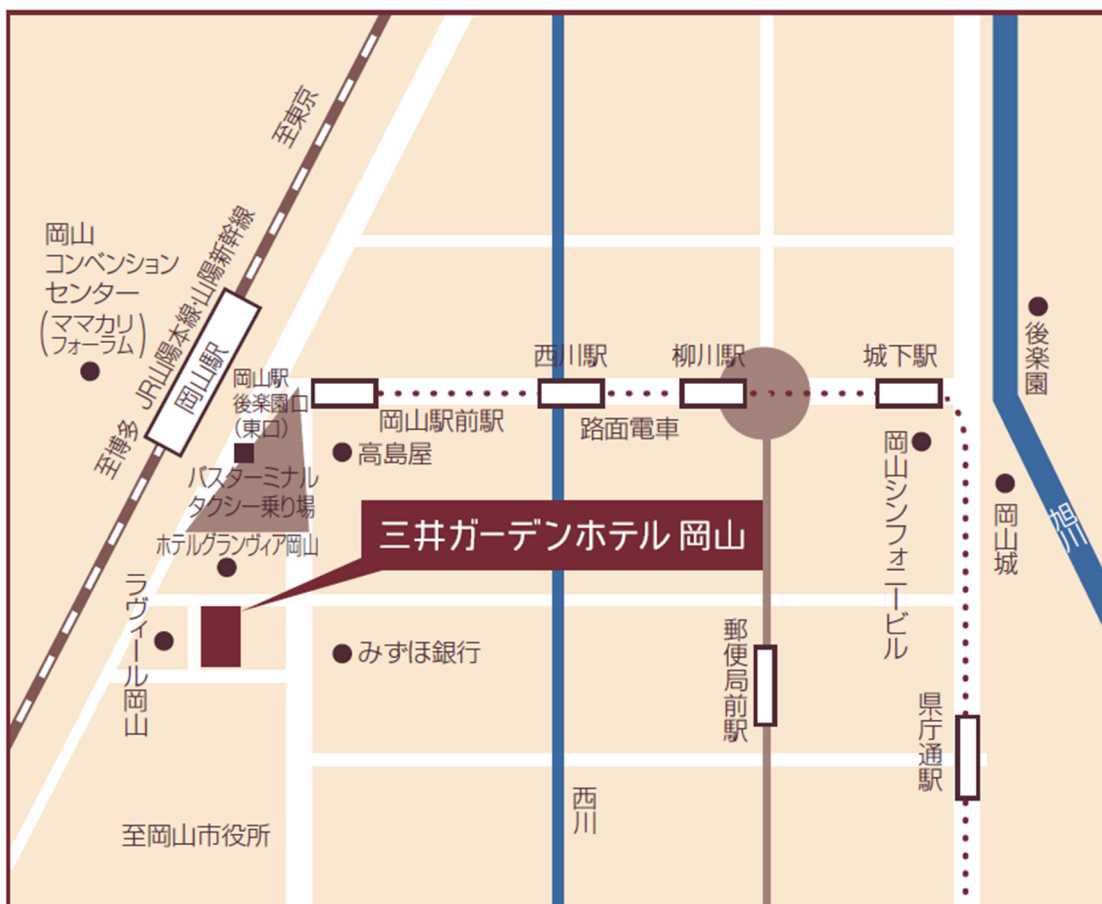 至東京
JR山陽本線・山陽新幹線
至博多
岡山
コンベンション
センター
(ママカリ
フォーラム)
岡山駅
岡山駅
後楽園口
(東口)
バスターミナル
タクシー乗り場
ホテルグランヴィア岡山
ラヴィール岡山
岡山駅前駅
高島屋
西川駅
路面電車
柳川駅
城下駅
後楽園
岡山シンフォニービル
岡山城
旭川
三井ガーデンホテル 岡山
みずほ銀行
郵便局前駅
県庁通駅
西川
至岡山市役所